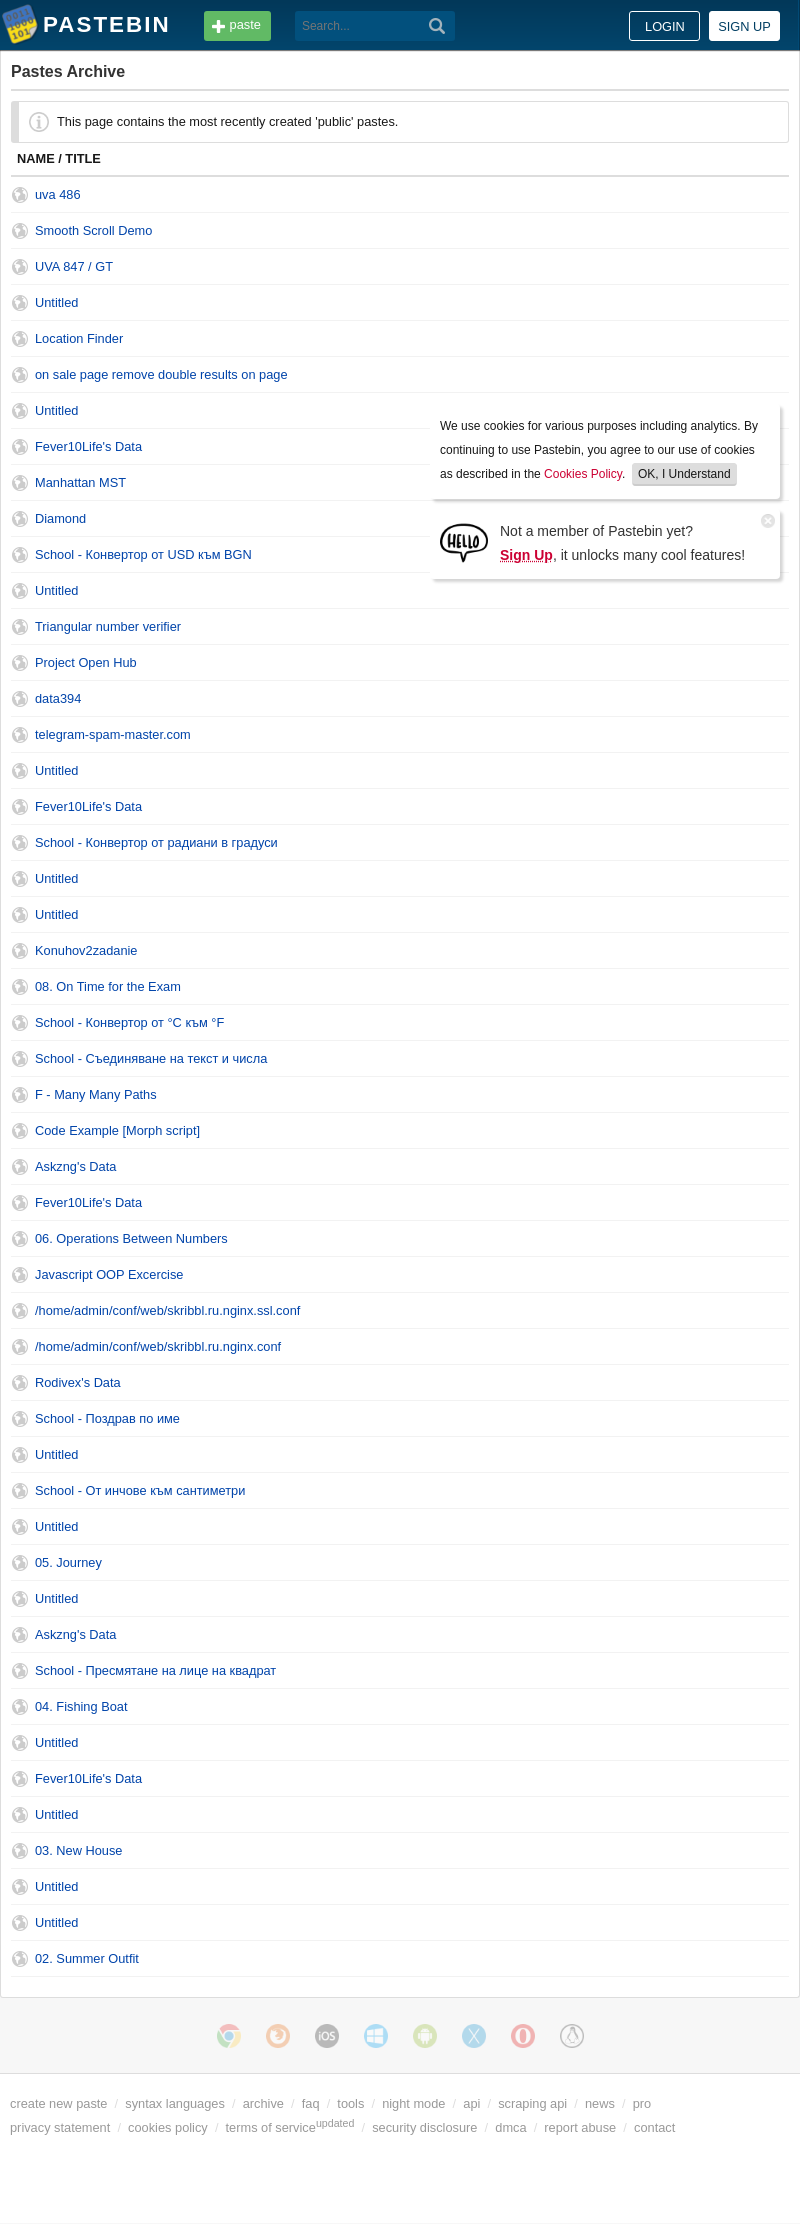 PASTEBIN
paste
Search...
LOGIN
SIGN UP
Pastes Archive
This page contains the most recently created 'public' pastes.
NAME / TITLE
uva 486
Smooth Scroll Demo
UVA 847 / GT
Untitled
Location Finder
on sale page remove double results on page
Untitled
Fever10Life's Data
Manhattan MST
Diamond
School - Конвертор от USD към BGN
We use cookies for various purposes including analytics. By
continuing to use Pastebin, you agree to our use of cookies
as described in the Cookies Policy. OK, I Understand
HELLO
Not a member of Pastebin yet?
Sign Up, it unlocks many cool features!
Untitled
Triangular number verifier
Project Open Hub
data394
telegram-spam-master.com
Untitled
Fever10Life's Data
School - Конвертор от радиани в градуси
Untitled
Untitled
Konuhov2zadanie
08. On Time for the Exam
School - Конвертор от °C към °F
School - Съединяване на текст и числа
F - Many Many Paths
Code Example [Morph script]
Askzng's Data
Fever10Life's Data
06. Operations Between Numbers
Javascript OOP Excercise
/home/admin/conf/web/skribbl.ru.nginx.ssl.conf
/home/admin/conf/web/skribbl.ru.nginx.conf
Rodivex's Data
School - Поздрав по име
Untitled
School - От инчове към сантиметри
Untitled
05. Journey
Untitled
Askzng's Data
School - Пресмятане на лице на квадрат
04. Fishing Boat
Untitled
Fever10Life's Data
Untitled
03. New House
Untitled
Untitled
02. Summer Outfit
iOS
create new paste / syntax languages / archive / faq / tools / night mode / api / scraping api / news / pro
privacy statement / cookies policy / terms of service updated / security disclosure / dmca / report abuse / contact